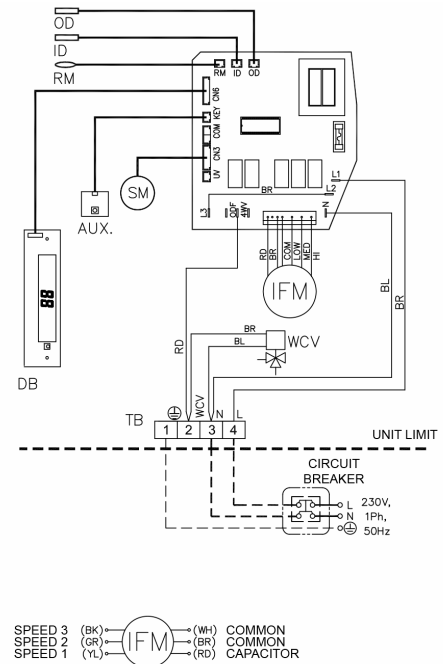 OD
ID
RM
RM ID OD
CN6
KEY
COM
CN3
UV
L1
BR
L2
L3
ODF
4WV
N
SM
AUX.
RD
BR
COM
LOW
MED
HI
IFM
BL
BR
88
DB
RD
BR
BL
WCV
WCV
TB
N
L
1 2 3 4
UNIT LIMIT
CIRCUIT
BREAKER
L 230V,
N 1Ph,
50Hz
SPEED 3 (BK) (WH) COMMON
SPEED 2 (GR) IFM (BR) COMMON
SPEED 1 (YL) (RD) CAPACITOR